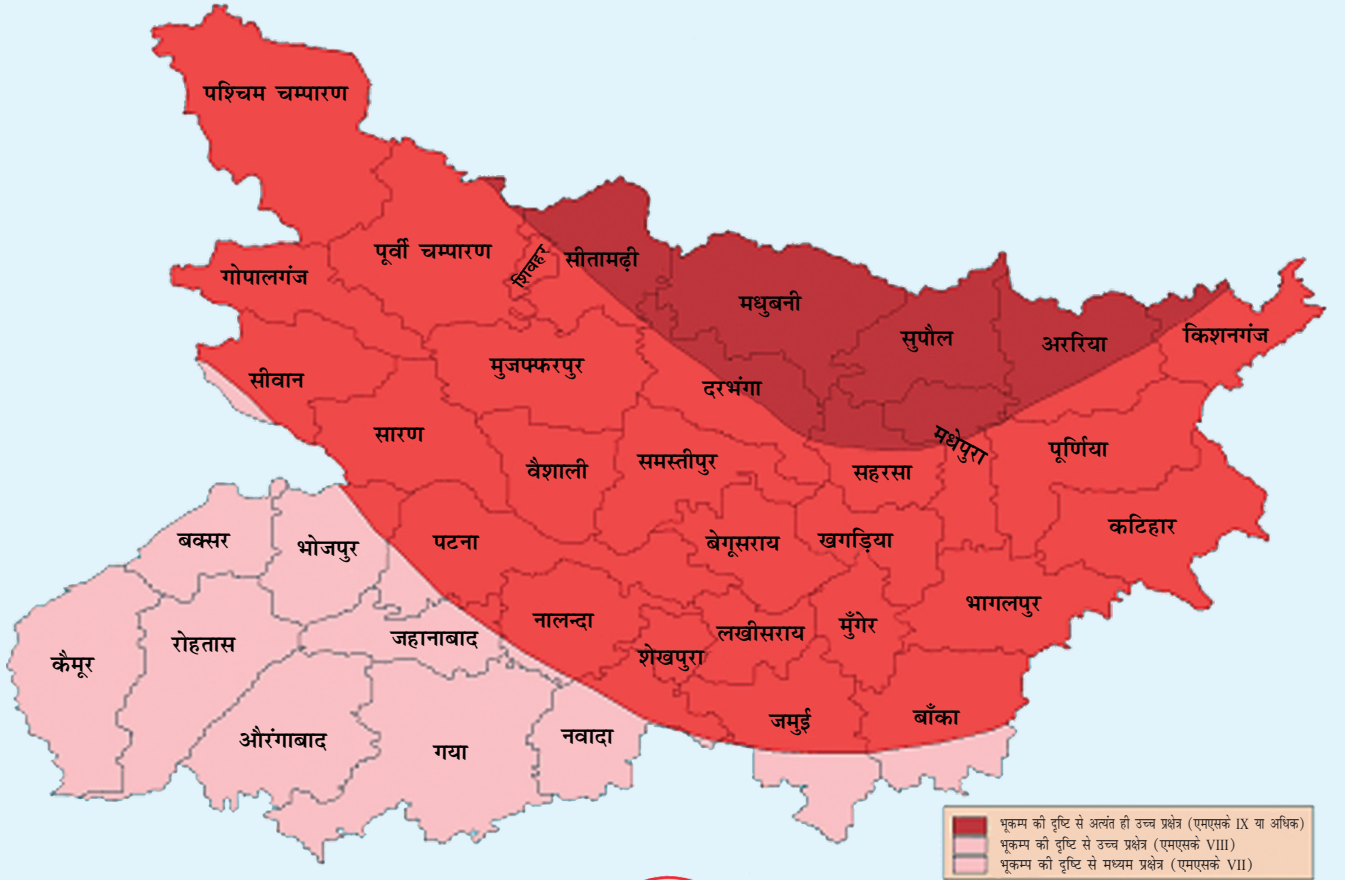 पश्चिम चम्पारण
पूर्वी चम्पारण
शिवहर
सीतामढ़ी
गोपालगंज
मधुबनी
सुपौल
अररिया
किशनगंज
सीवान
मुजफ्फरपुर
दरभंगा
सारण
वैशाली
समस्तीपुर
सहरसा
मधेपुरा
पूर्णिया
कटिहार
बक्सर
भोजपुर
पटना
बेगूसराय
खगड़िया
भागलपुर
नालन्दा
लखीसराय
मुँगेर
जहानाबाद
रोहतास
कैमूर
शेखपुरा
जमुई
बाँका
औरंगाबाद
गया
नवादा
भूकम्प की दृष्टि से अत्यंत ही उच्च प्रक्षेत्र (एमएसके IX या अधिक)
भूकम्प की दृष्टि से उच्च प्रक्षेत्र (एमएसके VIII)
भूकम्प की दृष्टि से मध्यम प्रक्षेत्र (एमएसके VII)